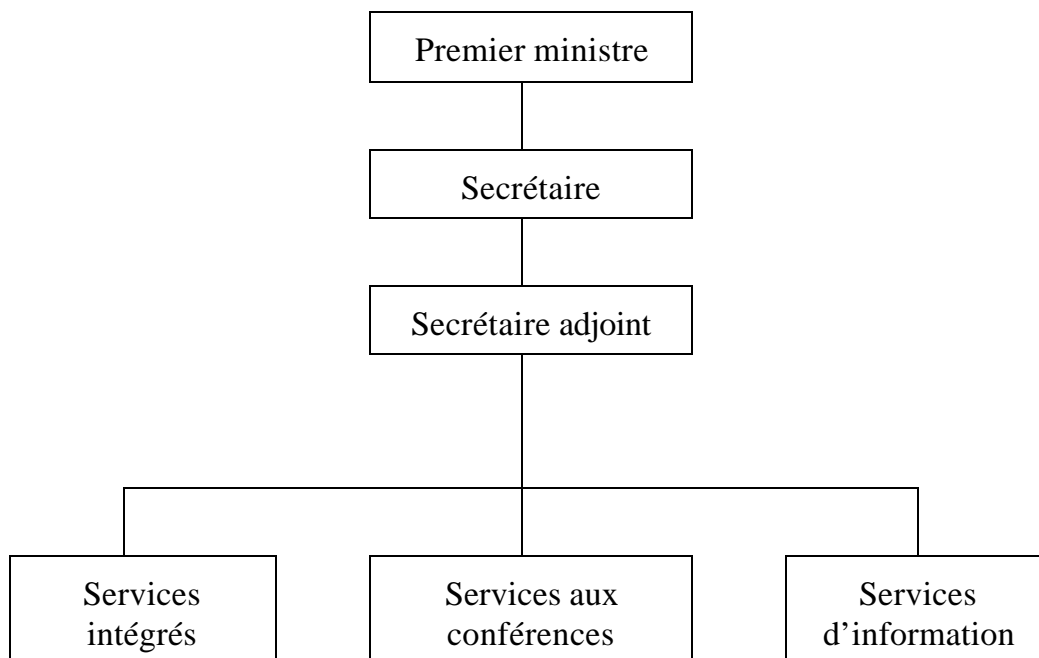 Premier ministre
Secrétaire
Secrétaire adjoint
Services
intégrés
Services aux
conférences
Services
d’information